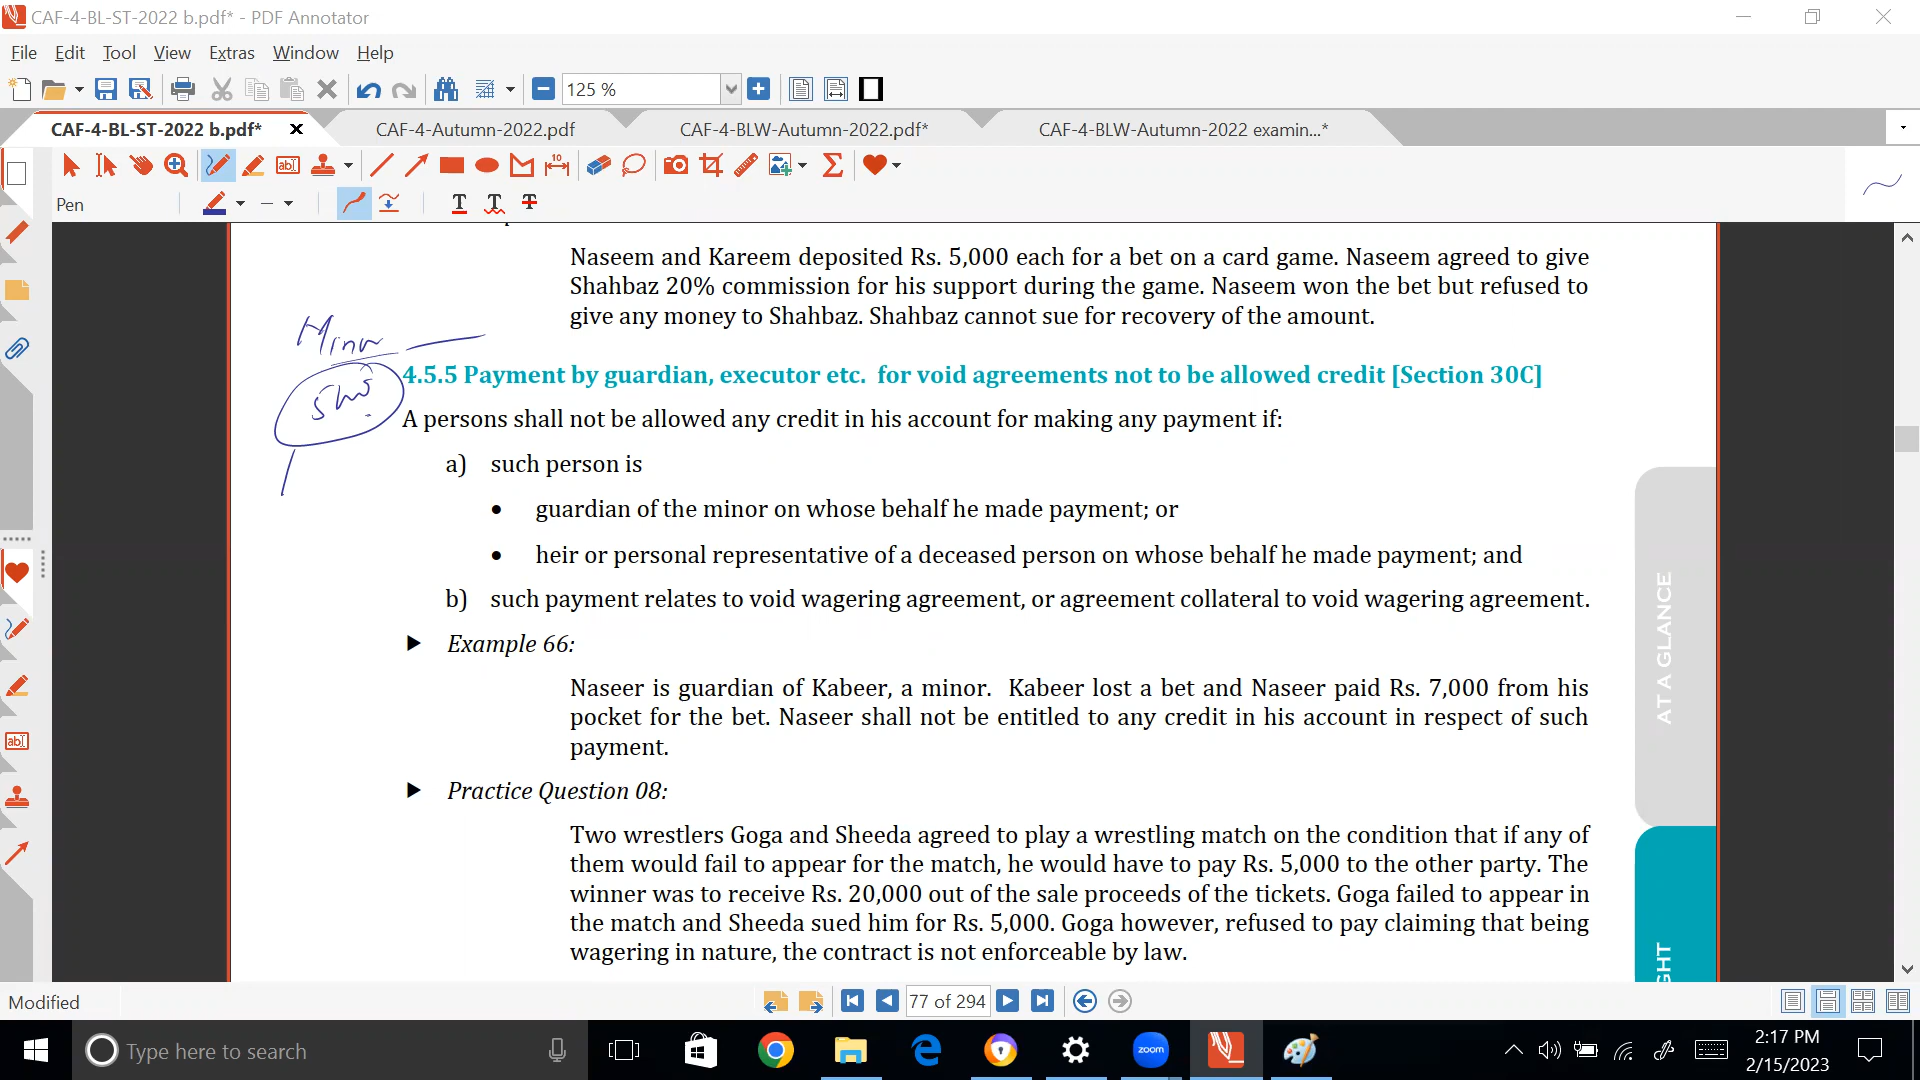 CAF-4-BL-ST-2022 b.pdf* - PDF Annotator
File Edit Tool View Extras Window Help
125 %
CAF-4-BL-ST-2022 b.pdf* CAF-4-Autumn-2022.pdf CAF-4-BLW-Autumn-2022.pdf* CAF-4-BLW-Autumn-2022 examin...*
Pen
Naseem and Kareem deposited Rs. 5,000 each for a bet on a card game. Naseem agreed to give
Shahbaz 20% commission for his support during the game. Naseem won the bet but refused to
give any money to Shahbaz. Shahbaz cannot sue for recovery of the amount.
Minor
4.5.5 Payment by guardian, executor etc. for void agreements not to be allowed credit [Section 30C]
A persons shall not be allowed any credit in his account for making any payment if:
a) such person is
• guardian of the minor on whose behalf he made payment; or
• heir or personal representative of a deceased person on whose behalf he made payment; and
b) such payment relates to void wagering agreement, or agreement collateral to void wagering agreement.
Example 66:
Naseer is guardian of Kabeer, a minor. Kabeer lost a bet and Naseer paid Rs. 7,000 from his
pocket for the bet. Naseer shall not be entitled to any credit in his account in respect of such
payment.
Practice Question 08:
Two wrestlers Goga and Sheeda agreed to play a wrestling match on the condition that if any of
them would fail to appear for the match, he would have to pay Rs. 5,000 to the other party. The
winner was to receive Rs. 20,000 out of the sale proceeds of the tickets. Goga failed to appear in
the match and Sheeda sued him for Rs. 5,000. Goga however, refused to pay claiming that being
wagering in nature, the contract is not enforceable by law.
AT A GLANCE
Modified
77 of 294
Type here to search
zoom
2:17 PM
2/15/2023